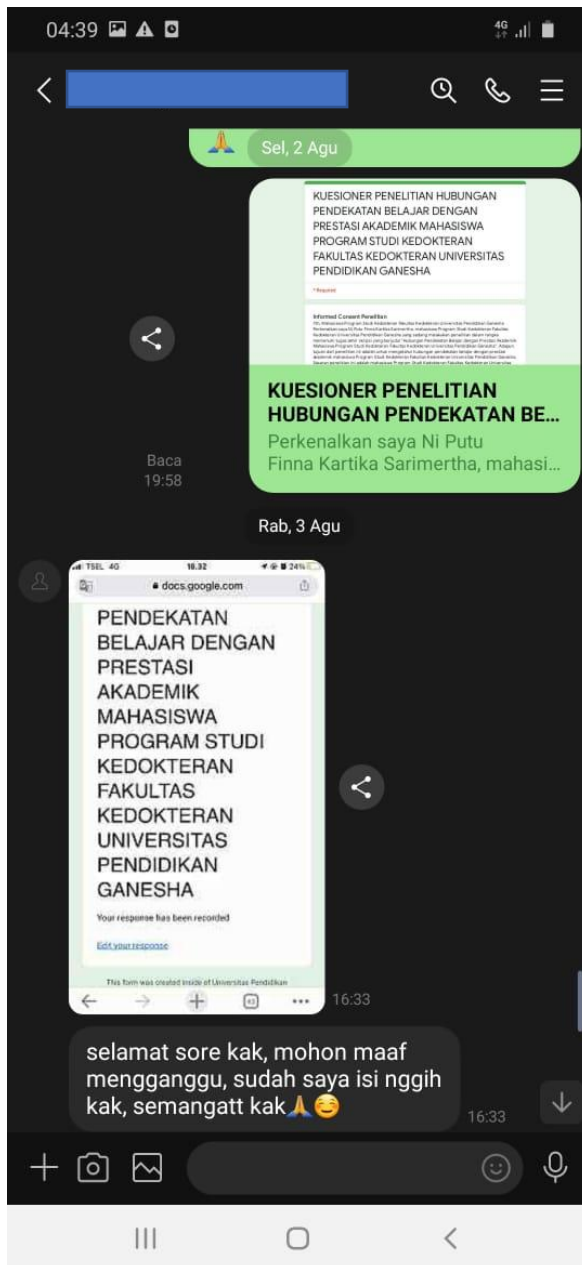 04:39
4G
Sel, 2 Agu
KUESIONER PENELITIAN HUBUNGAN
PENDEKATAN BELAJAR DENGAN
PRESTASI AKADEMIK MAHASISWA
PROGRAM STUDI KEDOKTERAN
FAKULTAS KEDOKTERAN UNIVERSITAS
PENDIDIKAN GANESHA
* Required
Informed Consent Penelitian
KUESIONER PENELITIAN
HUBUNGAN PENDEKATAN BE...
Perkenalkan saya Ni Putu
Finna Kartika Sarimertha, mahasi...
Baca
19:58
Rab, 3 Agu
TSEL 4G 24%
docs.google.com
PENDEKATAN
BELAJAR DENGAN
PRESTASI
AKADEMIK
MAHASISWA
PROGRAM STUDI
KEDOKTERAN
FAKULTAS
KEDOKTERAN
UNIVERSITAS
PENDIDIKAN
GANESHA
Your response has been recorded
Edit your response
This form was created inside of Universitas Pendidikan
16:33
selamat sore kak, mohon maaf
mengganggu, sudah saya isi nggih
kak, semangatt kak🙏😊
16:33